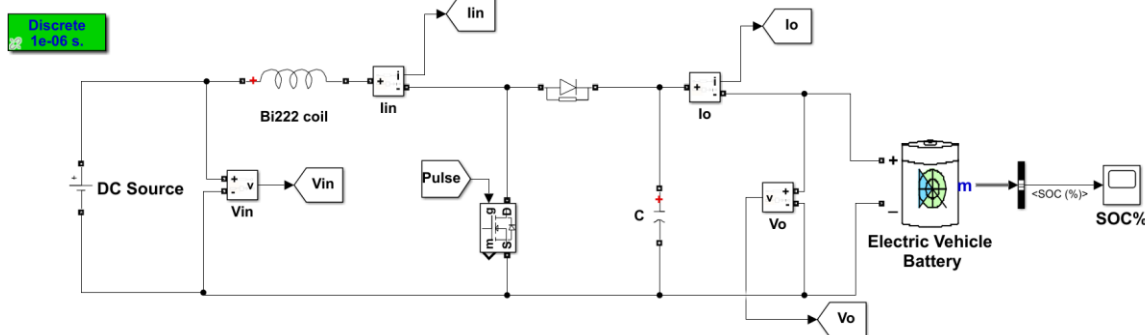 Discrete
1e-06 s.
Iin
Io
+
Bi222 coil
+
i
-
Iin
+
i
-
Io
+
DC Source
+
-
v
Vin
Vin
Pulse
g
D
m
S
+
C
v
+
-
Vo
Vo
+
-
m
Electric Vehicle
Battery
<SOC (%)>
SOC%